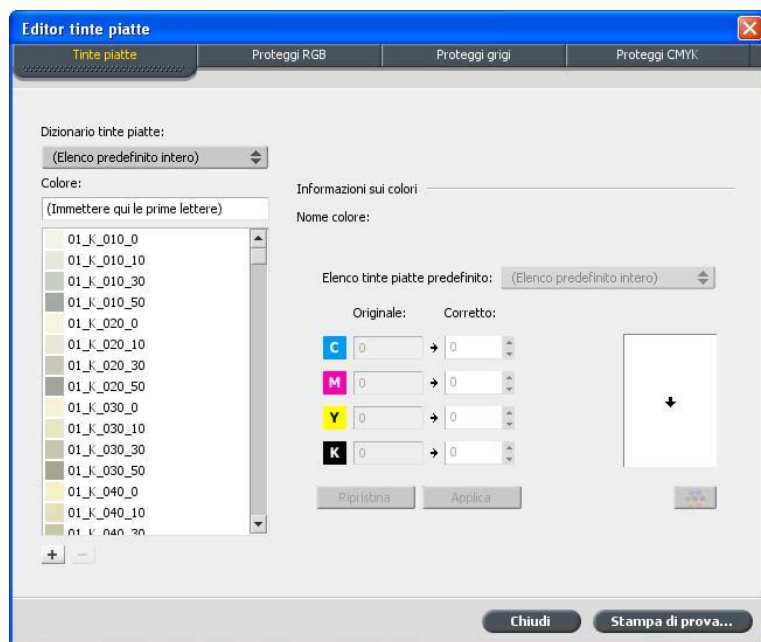 Editor tinte piatte
Tinte piatte
Proteggi RGB
Proteggi grigi
Proteggi CMYK
Dizionario tinte piatte:
(Elenco predefinito intero)
Colore:
(Immettere qui le prime lettere)
01_K_010_0
01_K_010_10
01_K_010_30
01_K_010_50
01_K_020_0
01_K_020_10
01_K_020_30
01_K_020_50
01_K_030_0
01_K_030_10
01_K_030_30
01_K_030_50
01_K_040_0
01_K_040_10
01_K_040_30
Informazioni sui colori
Nome colore:
Elenco tinte piatte predefinito: (Elenco predefinito intero)
Originale: Corretto:
C 0 0
M 0 0
Y 0 0
K 0 0
Ripristina Applica
Chiudi Stampa di prova...